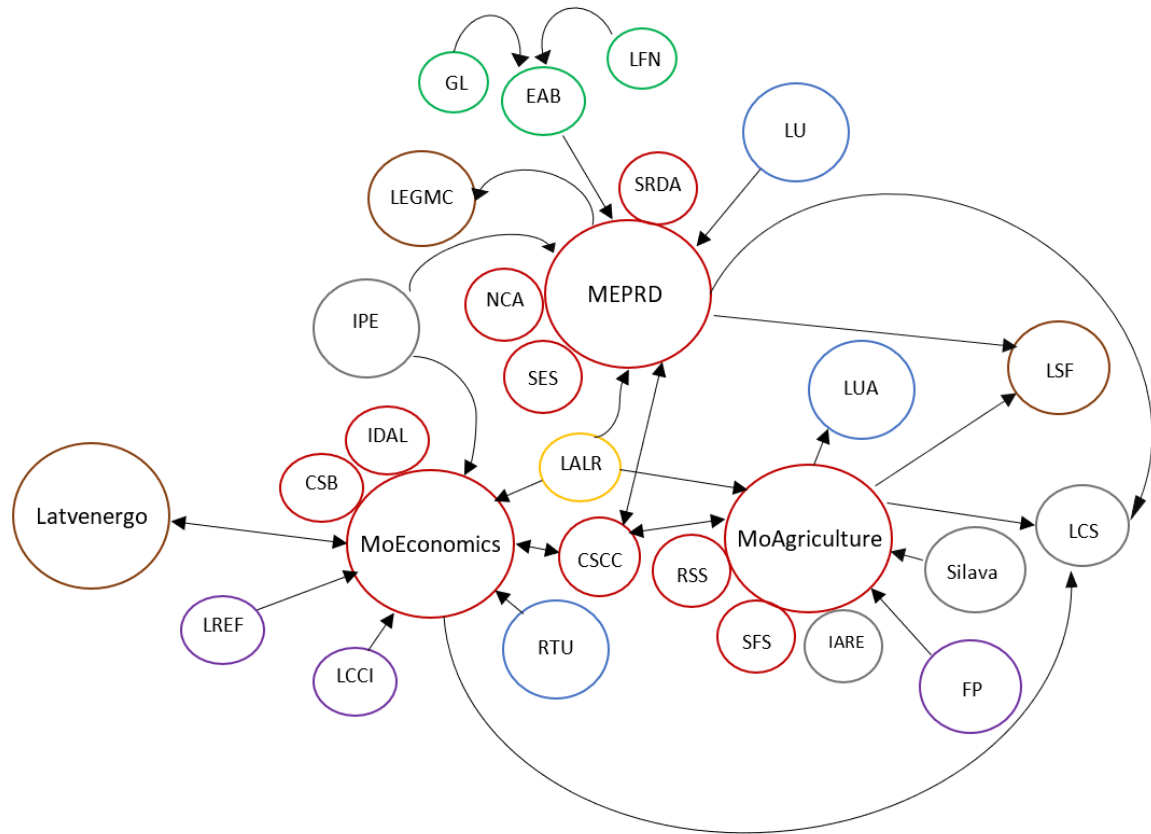 GL
LFN
EAB
LU
LEGMC
SRDA
MEPRD
NCA
IPE
SES
LSF
LUA
IDAL
LALR
CSB
Latvenergo
MoEconomics
CSCC
MoAgriculture
LCS
RSS
Silava
LREF
LCCI
RTU
SFS
IARE
FP